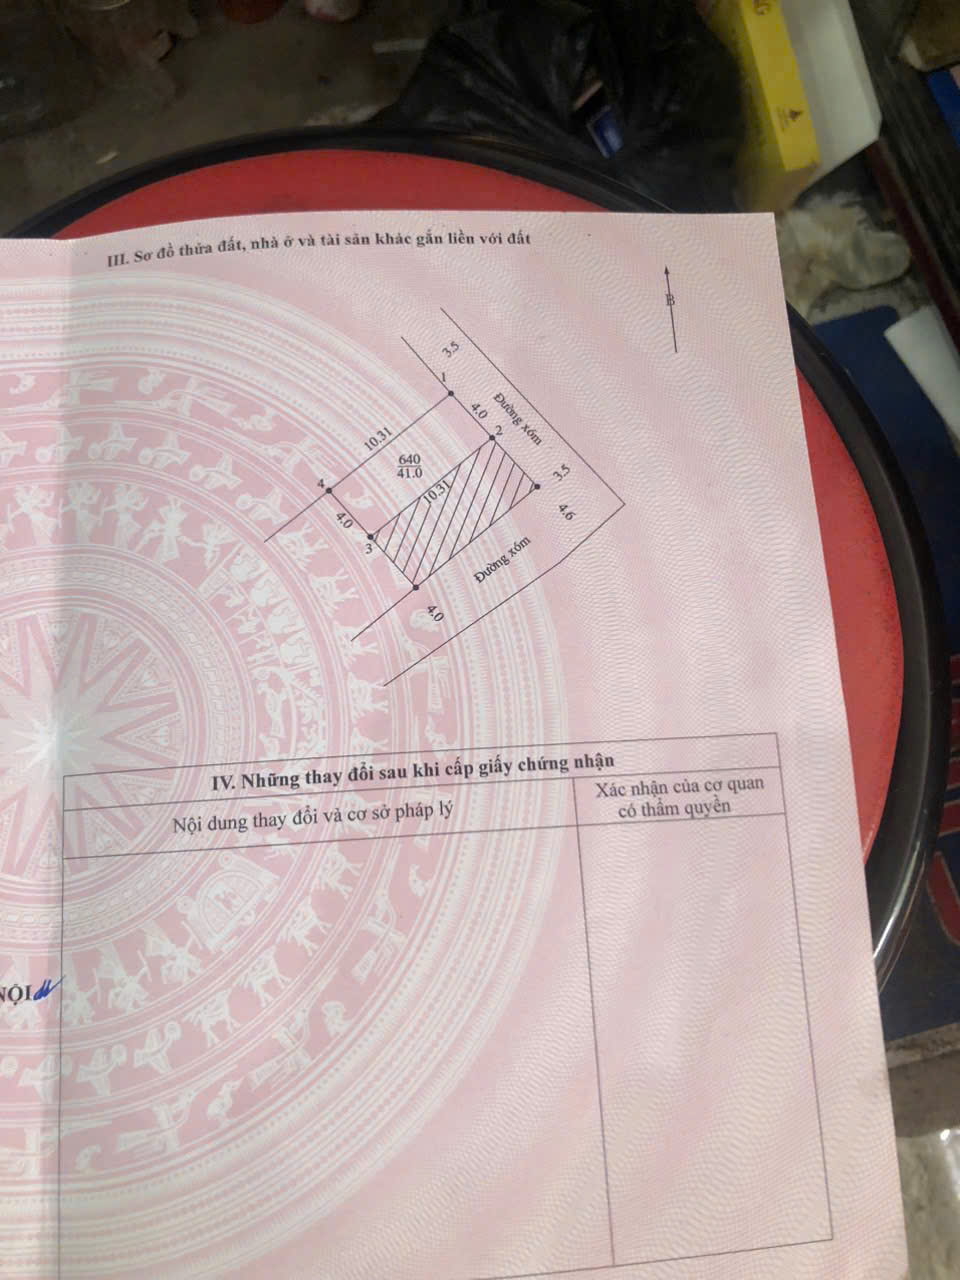 III. Sơ đồ thửa đất, nhà ở và tài sản khác gắn liền với đất
B
3.5
1
4.0
Đường xóm
2
10.31
640
41.0
10.31
3.5
4
4.0
4.6
3
Đường xóm
4.0
IV. Những thay đổi sau khi cấp giấy chứng nhận
Nội dung thay đổi và cơ sở pháp lý
Xác nhận của cơ quan
có thẩm quyền
NỘI